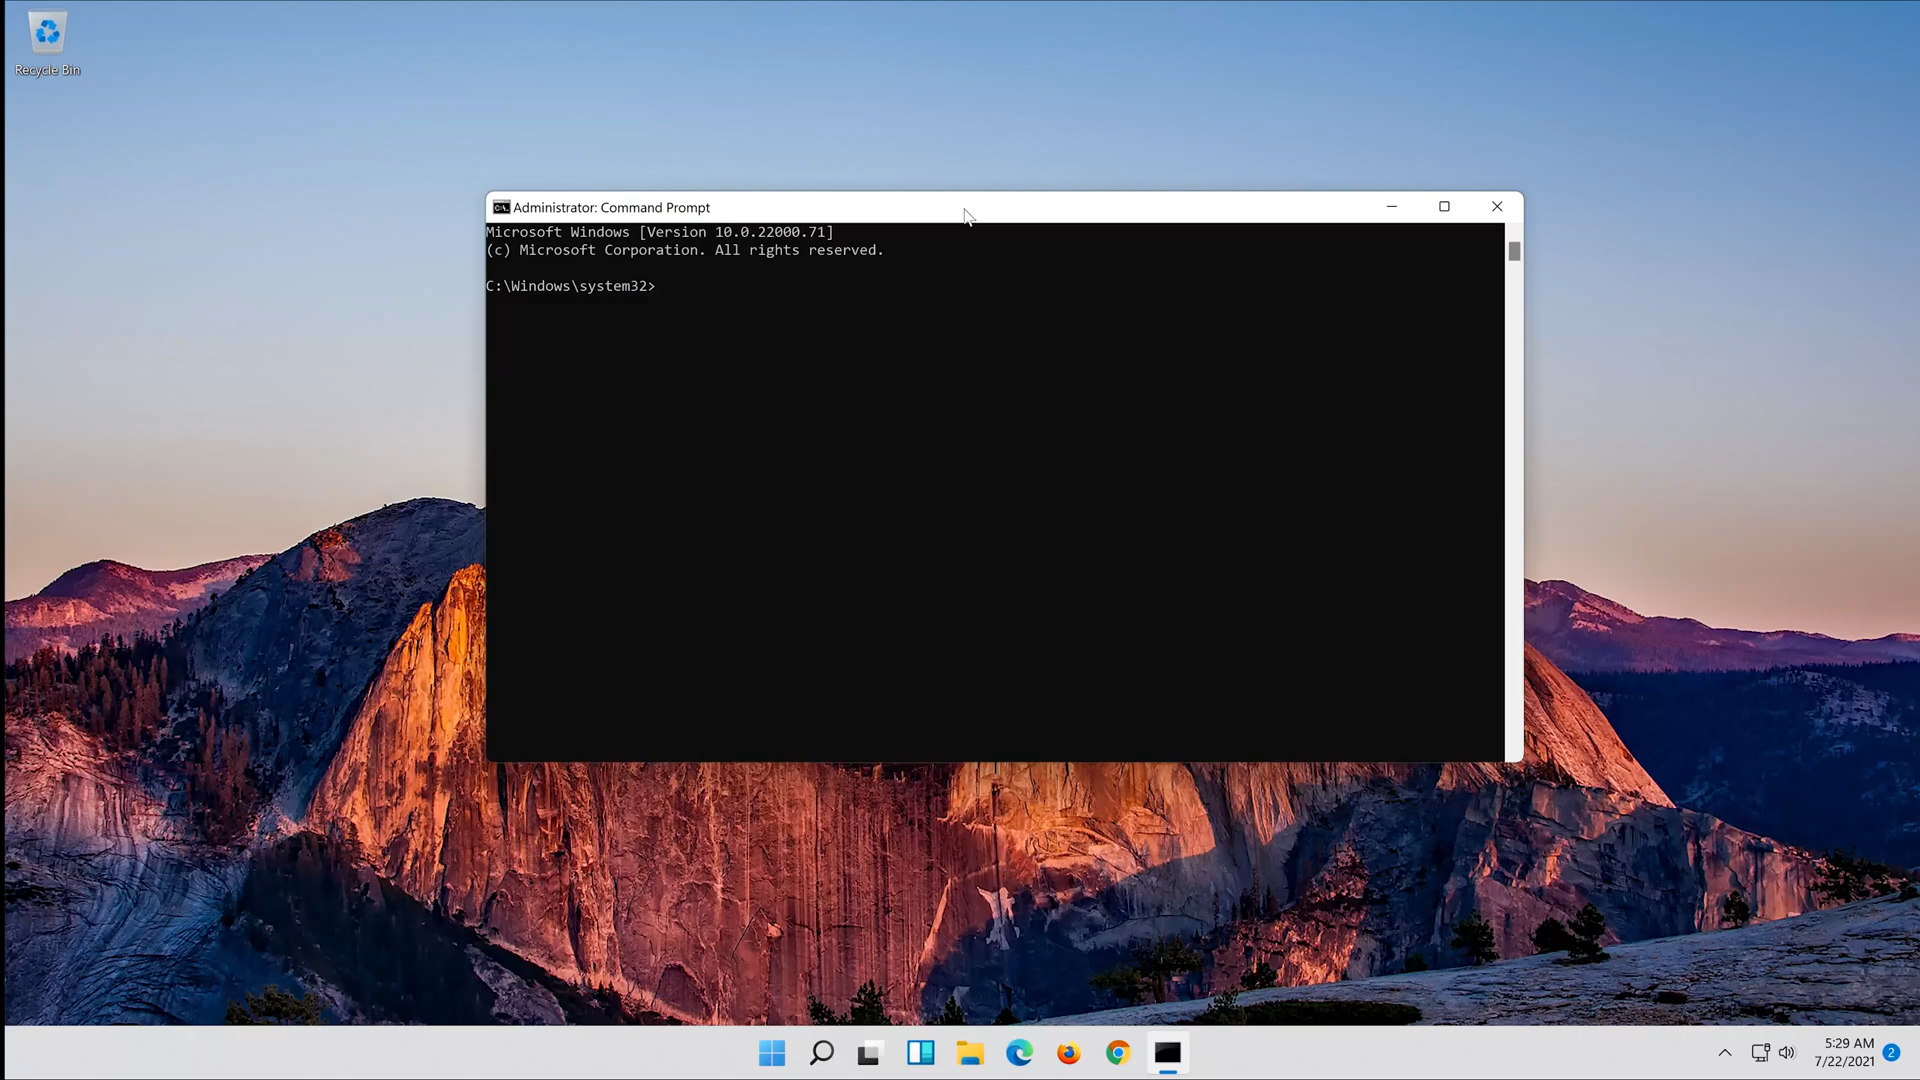 Recycle Bin
Administrator: Command Prompt
Microsoft Windows [Version 10.0.22000.71]
(c) Microsoft Corporation. All rights reserved.
C:\Windows\system32>
5:29 AM
7/22/2021
2